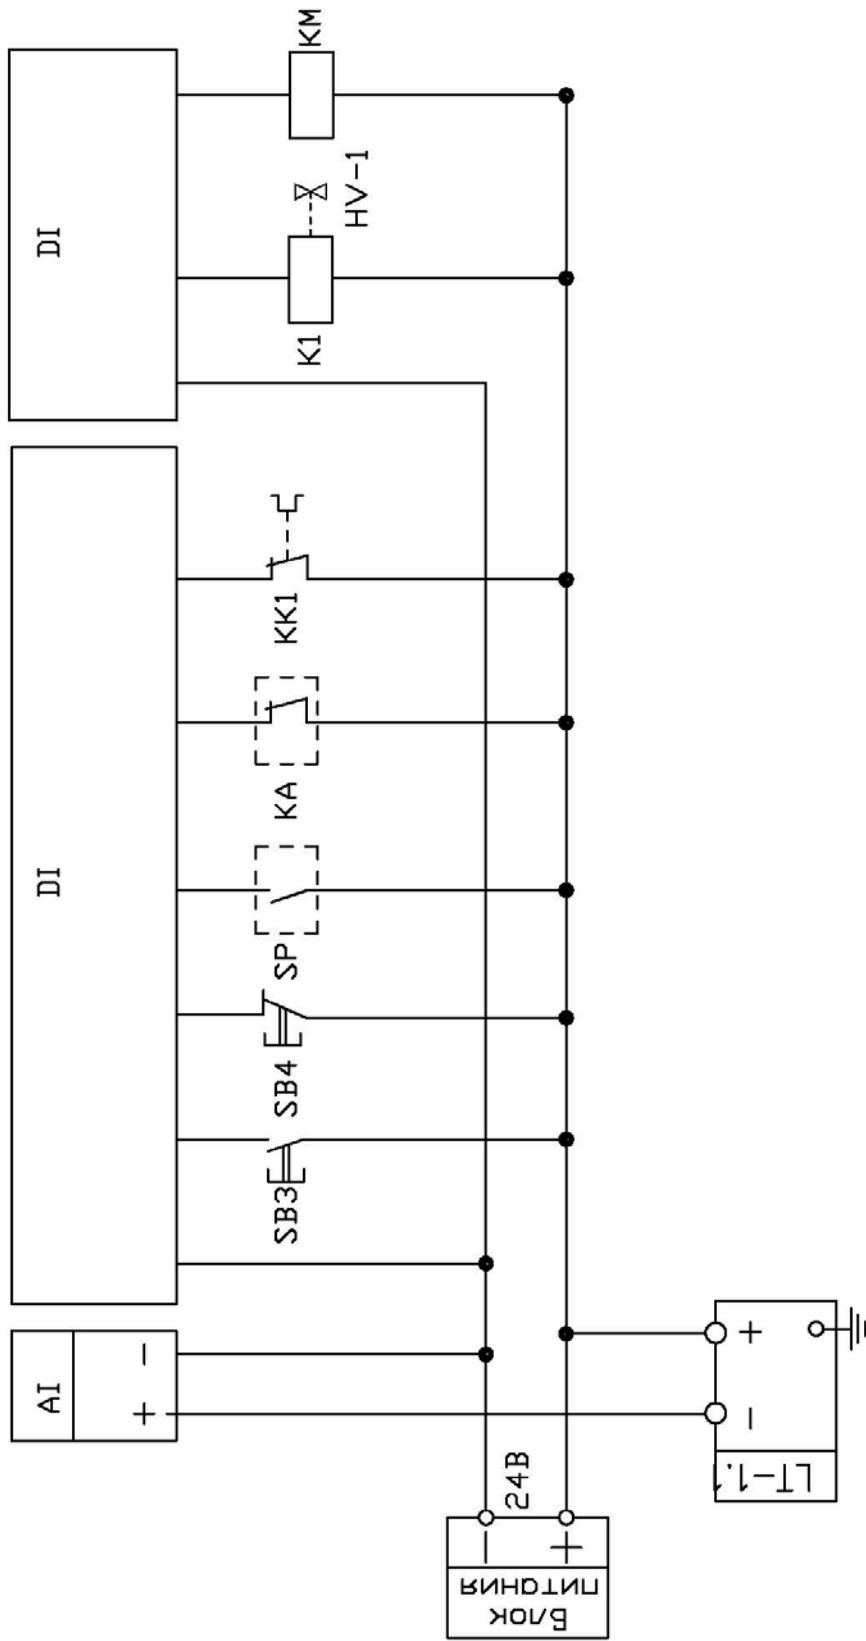 AI
DI
DI
+ −
SB3
SB4
SP
KA
KK1
K1
KM
HV-1
24В
Блок
питания
−
+
LT-1.1
− +